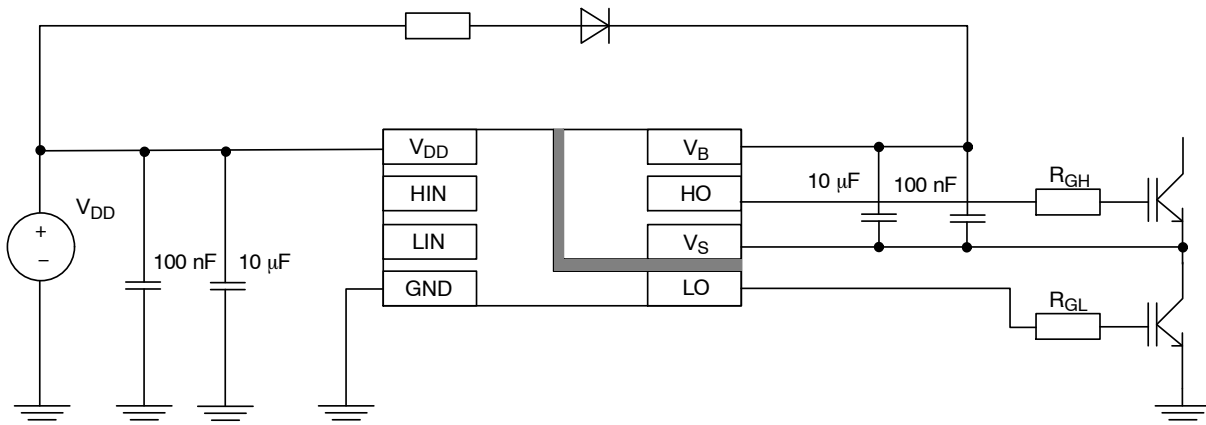 V_DD
V_B
HIN
HO
10 μF
100 nF
R_GH
V_DD
+
−
LIN
V_S
100 nF
10 μF
GND
LO
R_GL